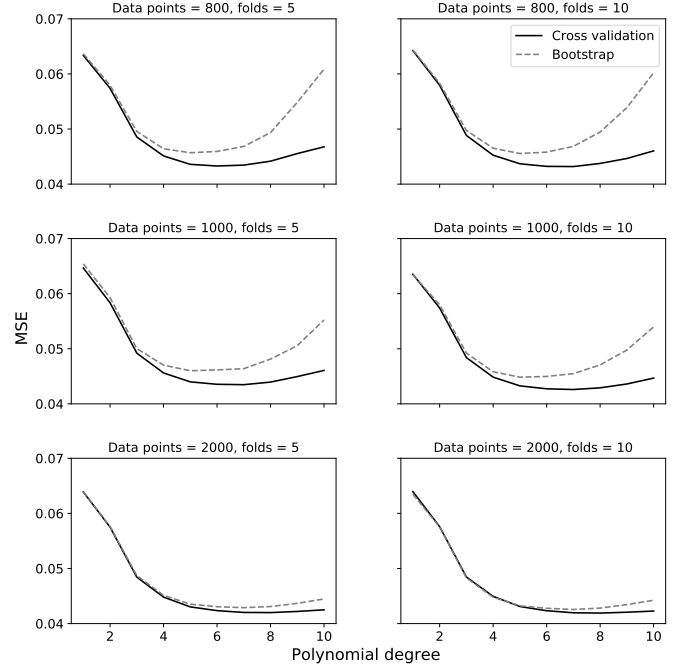 Data points = 800, folds = 5
Data points = 800, folds = 10
0.07
0.06
0.05
0.04
Cross validation
Bootstrap
Data points = 1000, folds = 5
Data points = 1000, folds = 10
0.07
0.06
0.05
0.04
MSE
Data points = 2000, folds = 5
Data points = 2000, folds = 10
0.07
0.06
0.05
0.04
2 4 6 8 10
2 4 6 8 10
Polynomial degree